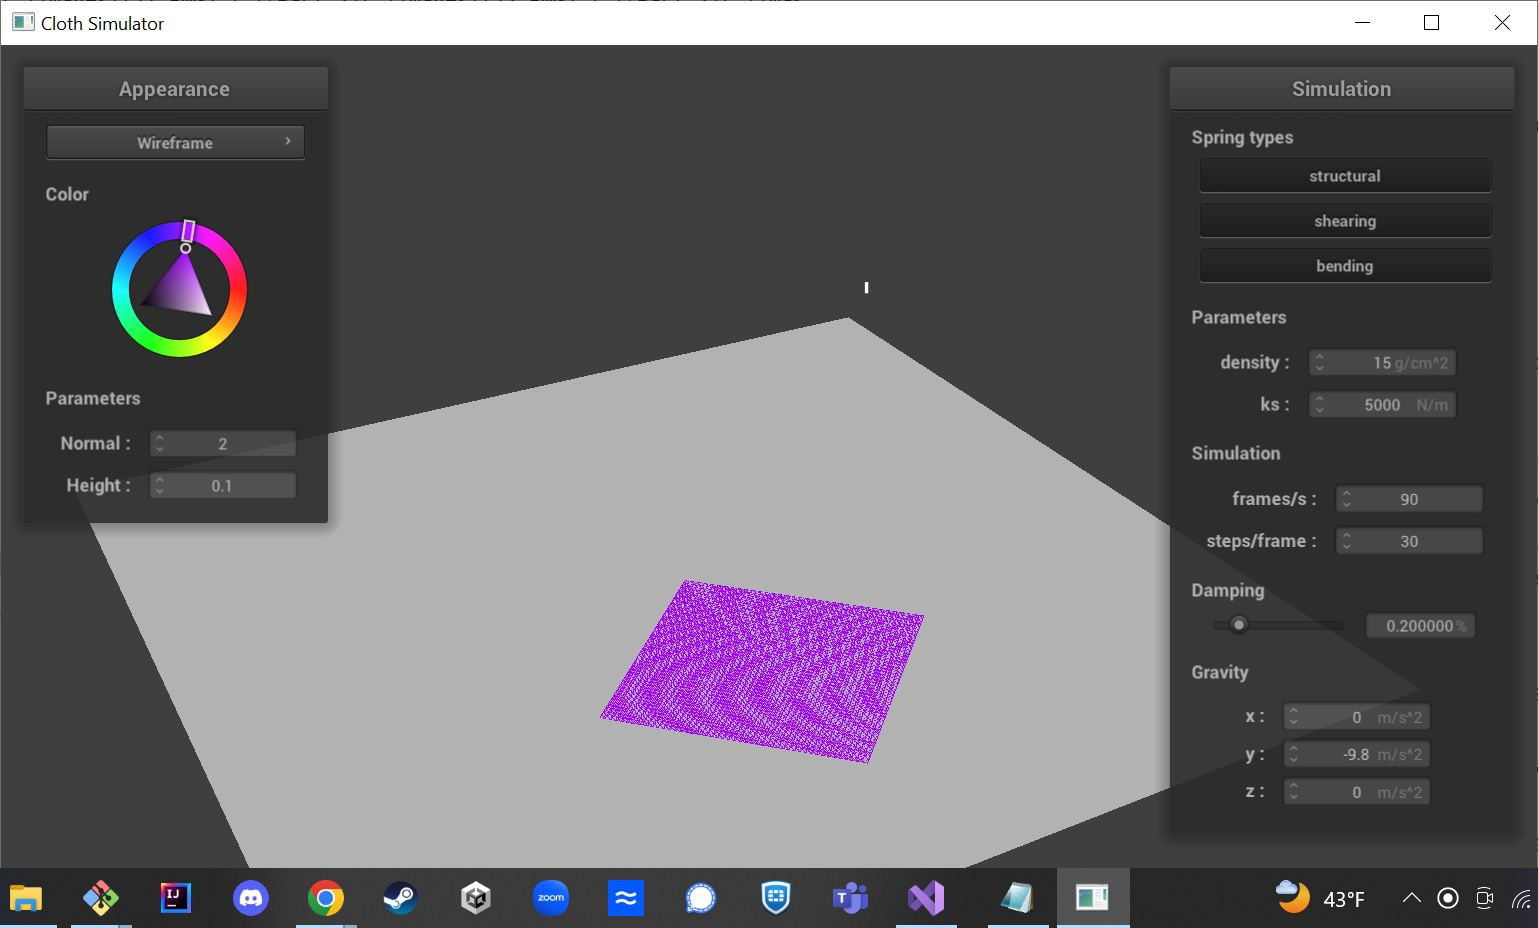 Cloth Simulator
Appearance
Wireframe
Color
Parameters
Normal : 2
Height : 0.1
Simulation
Spring types
structural
shearing
bending
Parameters
density : 15 g/cm^2
ks : 5000 N/m
Simulation
frames/s : 90
steps/frame : 30
Damping
0.200000 %
Gravity
x : 0 m/s^2
y : -9.8 m/s^2
z : 0 m/s^2
IJ
zoom
43°F